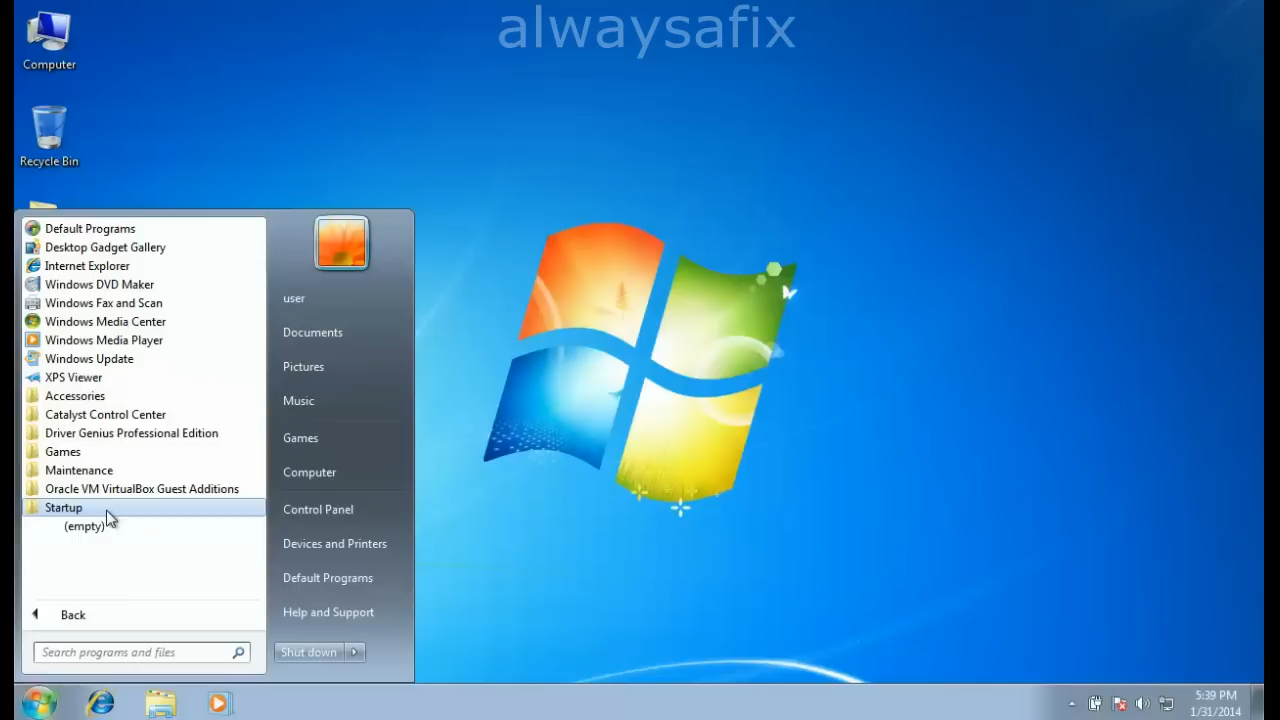 alwaysafix
Computer
Recycle Bin
Default Programs
Desktop Gadget Gallery
Internet Explorer
Windows DVD Maker
Windows Fax and Scan
Windows Media Center
Windows Media Player
Windows Update
XPS Viewer
Accessories
Catalyst Control Center
Driver Genius Professional Edition
Games
Maintenance
Oracle VM VirtualBox Guest Additions
Startup
(empty)
Back
Search programs and files
user
Documents
Pictures
Music
Games
Computer
Control Panel
Devices and Printers
Default Programs
Help and Support
Shut down
5:39 PM
1/31/2014